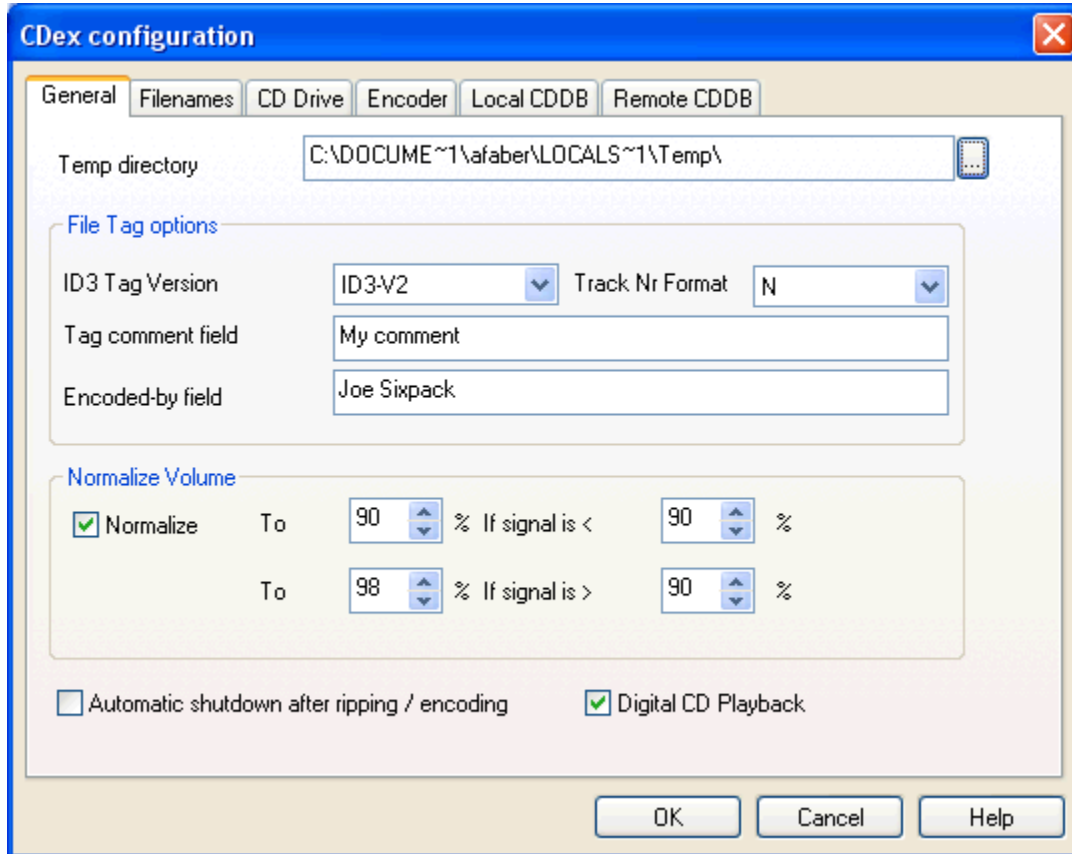 CDex configuration
General Filenames CD Drive Encoder Local CDDB Remote CDDB
Temp directory C:\DOCUME~1\afaber\LOCALS~1\Temp\ ...
File Tag options
ID3 Tag Version ID3-V2 Track Nr Format N
Tag comment field My comment
Encoded-by field Joe Sixpack
Normalize Volume
Normalize To 90 % If signal is < 90 %
To 98 % If signal is > 90 %
Automatic shutdown after ripping / encoding Digital CD Playback
OK Cancel Help